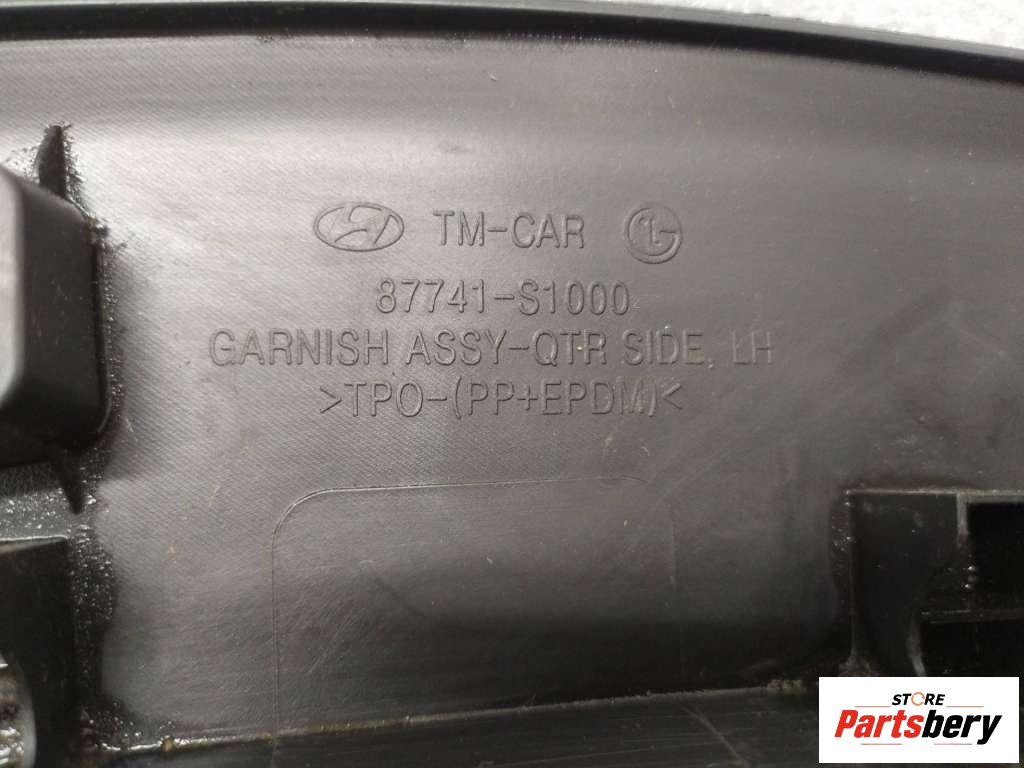 TM-CAR
87741-S1000
GARNISH ASSY-QTR SIDE, LH
>TPO-(PP+EPDM)<
STORE
Partsbery